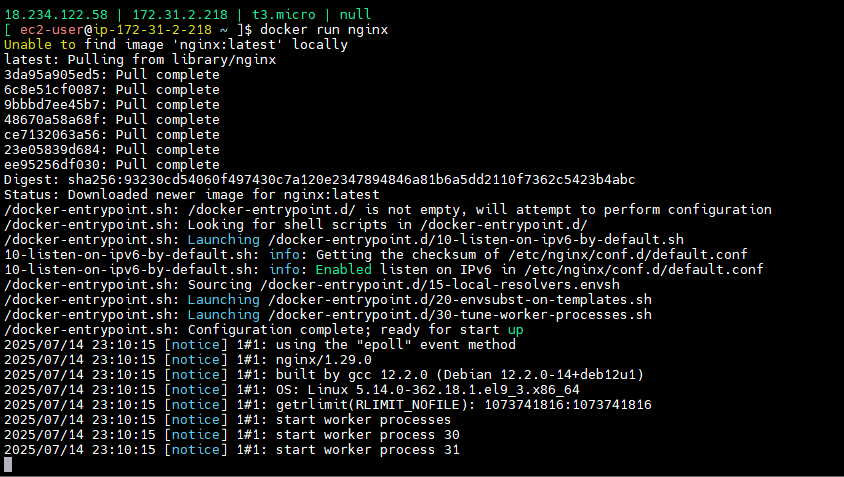 18.234.122.58 | 172.31.2.218 | t3.micro | null
[ ec2-user@ip-172-31-2-218 ~ ]$ docker run nginx
Unable to find image 'nginx:latest' locally
latest: Pulling from library/nginx
3da95a905ed5: Pull complete
6c8e51cf0087: Pull complete
9bbbd7ee45b7: Pull complete
48670a58a68f: Pull complete
ce7132063a56: Pull complete
23e05839d684: Pull complete
ee95256df030: Pull complete
Digest: sha256:93230cd54060f497430c7a120e2347894846a81b6a5dd2110f7362c5423b4abc
Status: Downloaded newer image for nginx:latest
/docker-entrypoint.sh: /docker-entrypoint.d/ is not empty, will attempt to perform configuration
/docker-entrypoint.sh: Looking for shell scripts in /docker-entrypoint.d/
/docker-entrypoint.sh: Launching /docker-entrypoint.d/10-listen-on-ipv6-by-default.sh
10-listen-on-ipv6-by-default.sh: info: Getting the checksum of /etc/nginx/conf.d/default.conf
10-listen-on-ipv6-by-default.sh: info: Enabled listen on IPv6 in /etc/nginx/conf.d/default.conf
/docker-entrypoint.sh: Sourcing /docker-entrypoint.d/15-local-resolvers.envsh
/docker-entrypoint.sh: Launching /docker-entrypoint.d/20-envsubst-on-templates.sh
/docker-entrypoint.sh: Launching /docker-entrypoint.d/30-tune-worker-processes.sh
/docker-entrypoint.sh: Configuration complete; ready for start up
2025/07/14 23:10:15 [notice] 1#1: using the "epoll" event method
2025/07/14 23:10:15 [notice] 1#1: nginx/1.29.0
2025/07/14 23:10:15 [notice] 1#1: built by gcc 12.2.0 (Debian 12.2.0-14+deb12u1)
2025/07/14 23:10:15 [notice] 1#1: OS: Linux 5.14.0-362.18.1.el9_3.x86_64
2025/07/14 23:10:15 [notice] 1#1: getrlimit(RLIMIT_NOFILE): 1073741816:1073741816
2025/07/14 23:10:15 [notice] 1#1: start worker processes
2025/07/14 23:10:15 [notice] 1#1: start worker process 30
2025/07/14 23:10:15 [notice] 1#1: start worker process 31